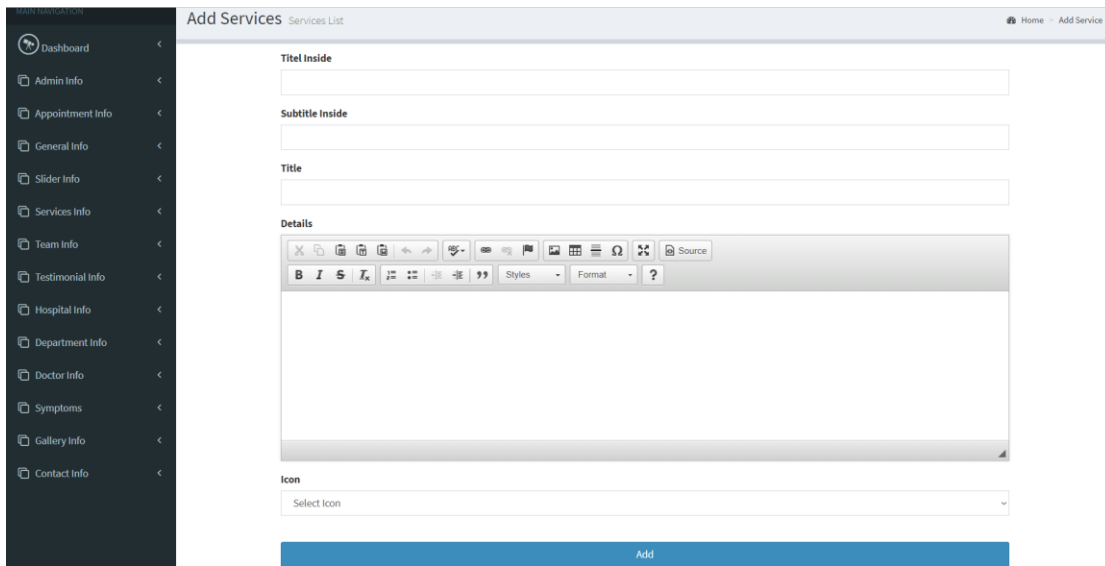 MAIN NAVIGATION
Dashboard
Admin Info
Appointment Info
General Info
Slider Info
Services Info
Team Info
Testimonial Info
Hospital Info
Department Info
Doctor Info
Symptoms
Gallery Info
Contact Info
Add Services Services List
Home - Add Service
Titel Inside
Subtitle Inside
Title
Details
ABC
Ω
Source
B I S Ix
Styles
Format
?
Icon
Select Icon
Add